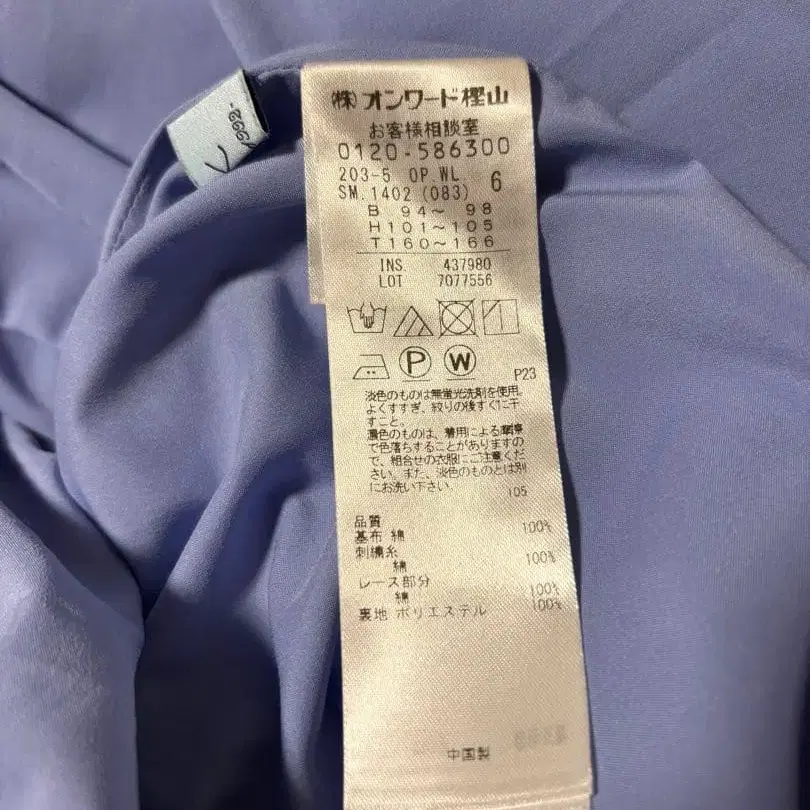 ㈱オンワード樫山
お客様相談室
0120-586300
203-5 OP.WL. 6
SM.1402(083)
B 94～ 98
H101～105
T160～166
INS. 437980
LOT 7077556
P W
P23
淡色のものは無蛍光洗剤を使用。
よくすすぎ、絞りの後すぐに干
すこと。
濃色のものは、着用による摩擦
で色落ちすることがありますの
で、組合せの衣服にご注意くだ
さい。また、淡色のものとは別
にお洗い下さい。
105
品質
基布 綿 100%
刺繍糸
綿 100%
レース部分
綿 100%
裏地 ポリエステル 100%
中国製